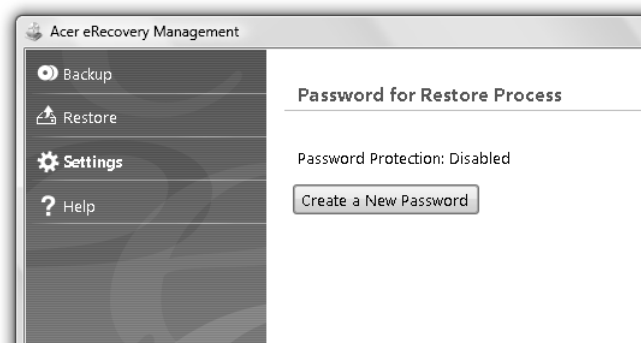 Acer eRecovery Management
Backup
Restore
Settings
Help
Password for Restore Process
Password Protection: Disabled
Create a New Password